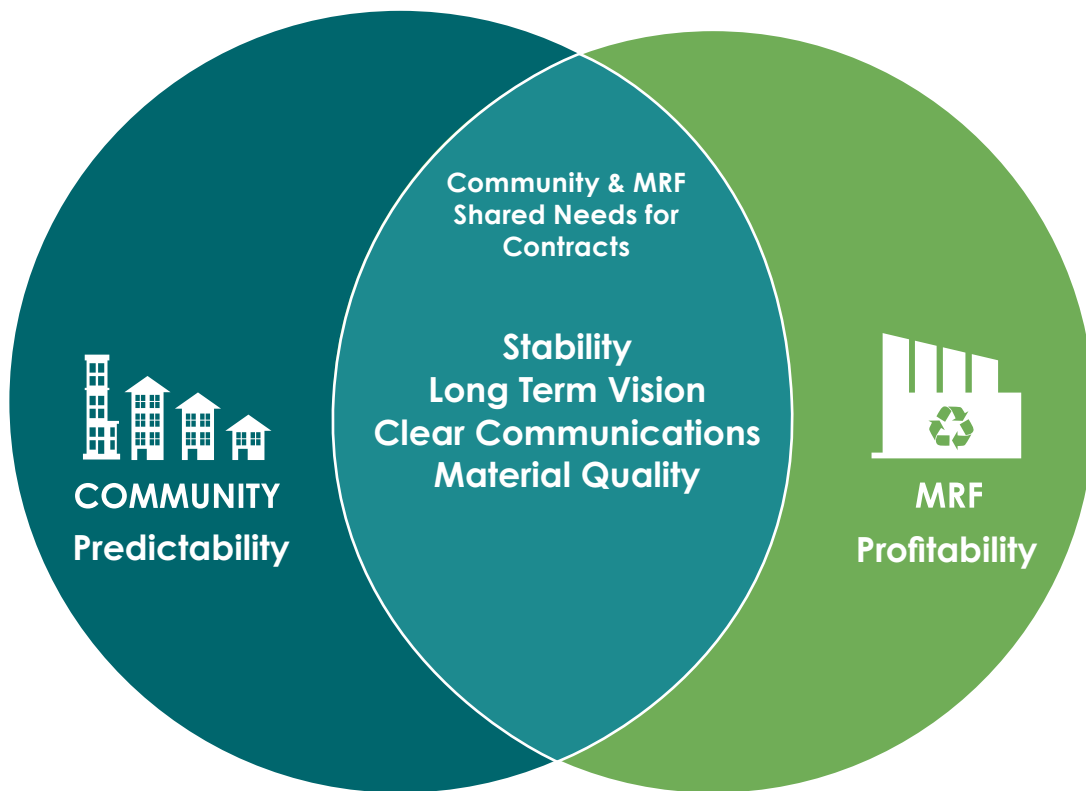 Community & MRF
Shared Needs for
Contracts
Stability
Long Term Vision
Clear Communications
Material Quality
COMMUNITY
Predictability
MRF
Profitability